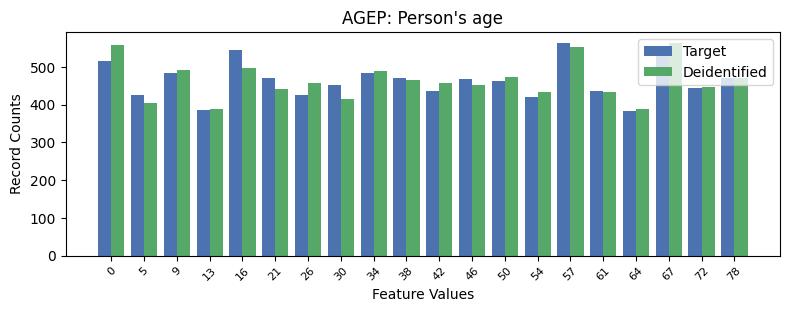 AGEP: Person's age
Record Counts
500
400
300
200
100
0
Target
Deidentified
0 5 9 13 16 21 26 30 34 38 42 46 50 54 57 61 64 67 72 78
Feature Values